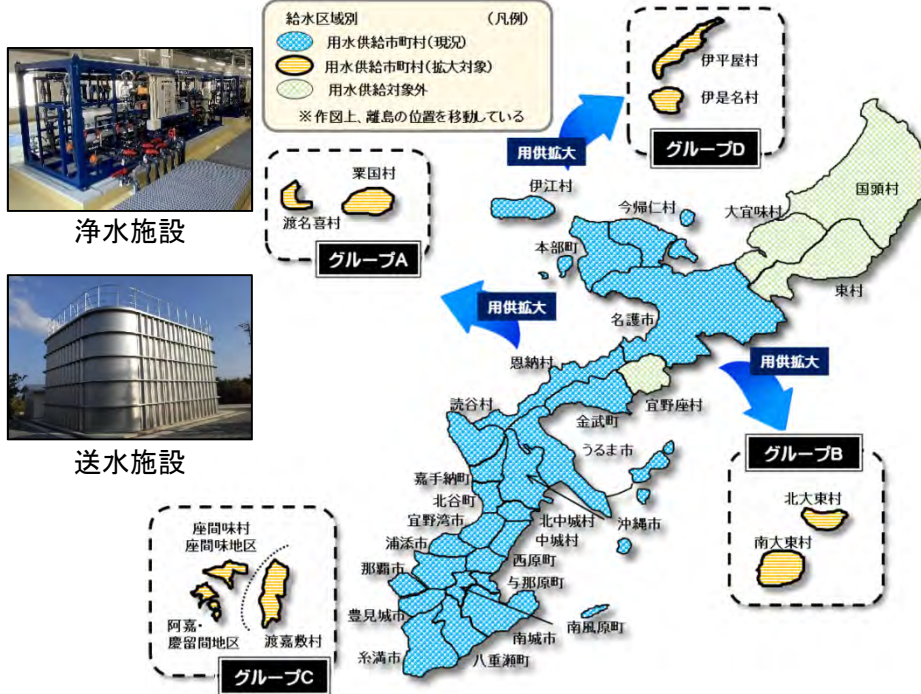 給水区域別 (凡例)
用水供給市町村(現況)
用水供給市町村(拡大対象)
用水供給対象外
※作図上、離島の位置を移動している
浄水施設
送水施設
粟国村
渡名喜村
グループA
用供拡大
伊平屋村
伊是名村
グループD
用供拡大
伊江村
今帰仁村
本部町
大宜味村
国頭村
東村
名護市
用供拡大
恩納村
宜野座村
金武町
読谷村
うるま市
嘉手納町
北谷町
宜野湾市
北中城村
沖縄市
中城村
浦添市
西原町
那覇市
与那原町
豊見城市
南城市
南風原町
糸満市
八重瀬町
グループB
北大東村
南大東村
座間味村
座間味地区
阿嘉・
慶留間地区
渡嘉敷村
グループC